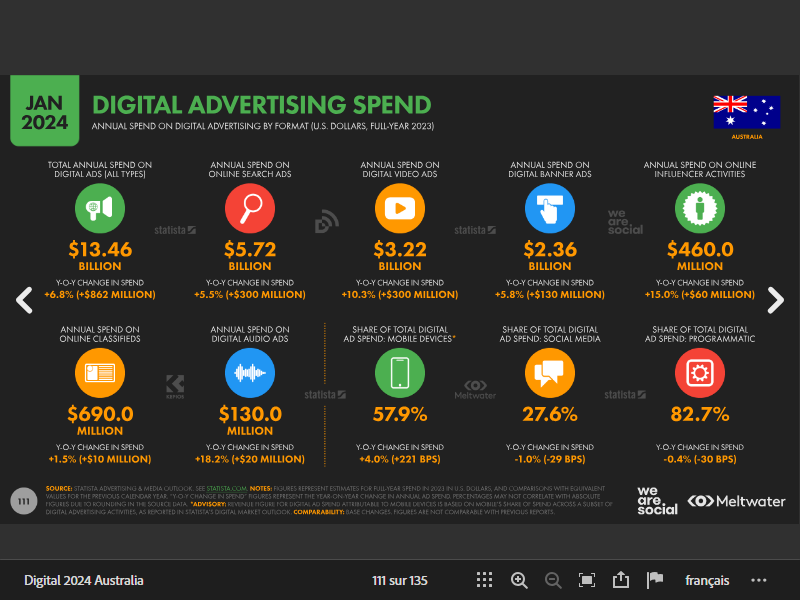 JAN
2024
DIGITAL ADVERTISING SPEND
ANNUAL SPEND ON DIGITAL ADVERTISING BY FORMAT (U.S. DOLLARS, FULL-YEAR 2023)
AUSTRALIA
TOTAL ANNUAL SPEND ON
DIGITAL ADS (ALL TYPES)
$13.46
BILLION
Y-O-Y CHANGE IN SPEND
+6.8% (+$862 MILLION)
ANNUAL SPEND ON
ONLINE SEARCH ADS
$5.72
BILLION
Y-O-Y CHANGE IN SPEND
+5.5% (+$300 MILLION)
ANNUAL SPEND ON
DIGITAL VIDEO ADS
$3.22
BILLION
Y-O-Y CHANGE IN SPEND
+10.3% (+$300 MILLION)
ANNUAL SPEND ON
DIGITAL BANNER ADS
$2.36
BILLION
Y-O-Y CHANGE IN SPEND
+5.8% (+$130 MILLION)
ANNUAL SPEND ON ONLINE
INFLUENCER ACTIVITIES
$460.0
MILLION
Y-O-Y CHANGE IN SPEND
+15.0% (+$60 MILLION)
statista
statista
we
are.
social
ANNUAL SPEND ON
ONLINE CLASSIFIEDS
$690.0
MILLION
Y-O-Y CHANGE IN SPEND
+1.5% (+$10 MILLION)
ANNUAL SPEND ON
DIGITAL AUDIO ADS
$130.0
MILLION
Y-O-Y CHANGE IN SPEND
+18.2% (+$20 MILLION)
SHARE OF TOTAL DIGITAL
AD SPEND: MOBILE DEVICES*
57.9%
Y-O-Y CHANGE IN SPEND
+4.0% (+221 BPS)
SHARE OF TOTAL DIGITAL
AD SPEND: SOCIAL MEDIA
27.6%
Y-O-Y CHANGE IN SPEND
-1.0% (-29 BPS)
SHARE OF TOTAL DIGITAL
AD SPEND: PROGRAMMATIC
82.7%
Y-O-Y CHANGE IN SPEND
-0.4% (-30 BPS)
KEPIOS
statista
Meltwater
statista
111
SOURCE: STATISTA ADVERTISING & MEDIA OUTLOOK. SEE STATISTA.COM. NOTES: FIGURES REPRESENT ESTIMATES FOR FULL-YEAR SPEND IN 2023 IN U.S. DOLLARS, AND COMPARISONS WITH EQUIVALENT
VALUES FOR THE PREVIOUS CALENDAR YEAR. "Y-O-Y CHANGE IN SPEND" FIGURES REPRESENT THE YEAR-ON-YEAR CHANGE IN ANNUAL AD SPEND. PERCENTAGES MAY NOT CORRELATE WITH ABSOLUTE
FIGURES DUE TO ROUNDING IN THE SOURCE DATA. *ADVISORY: REVENUE FIGURE FOR DIGITAL AD SPEND ATTRIBUTABLE TO MOBILE DEVICES IS BASED ON MOBILE'S SHARE OF SPEND ACROSS A SUBSET OF
DIGITAL ADVERTISING ACTIVITIES, AS REPORTED IN STATISTA'S DIGITAL MARKET OUTLOOK. COMPARABILITY: BASE CHANGES. FIGURES ARE NOT COMPARABLE WITH PREVIOUS REPORTS.
we
are.
social
Meltwater
Digital 2024 Australia
111 sur 135
français